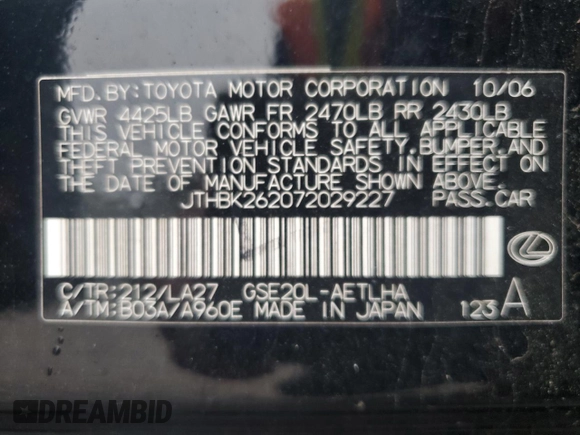 MFD.BY:TOYOTA MOTOR CORPORATION 10/06
GVWR 4425LB GAWR FR 2470LB RR 2430LB
THIS VEHICLE CONFORMS TO ALL APPLICABLE
FEDERAL MOTOR VEHICLE SAFETY,BUMPER,AND
THEFT PREVENTION STANDARDS IN EFFECT ON
THE DATE OF MANUFACTURE SHOWN ABOVE.
JTHBK262072029227 PASS.CAR
C/TR:212/LA27 GSE20L-AETLHA
A/TM:B03A/A960E MADE IN JAPAN 123 A
DREAMBID